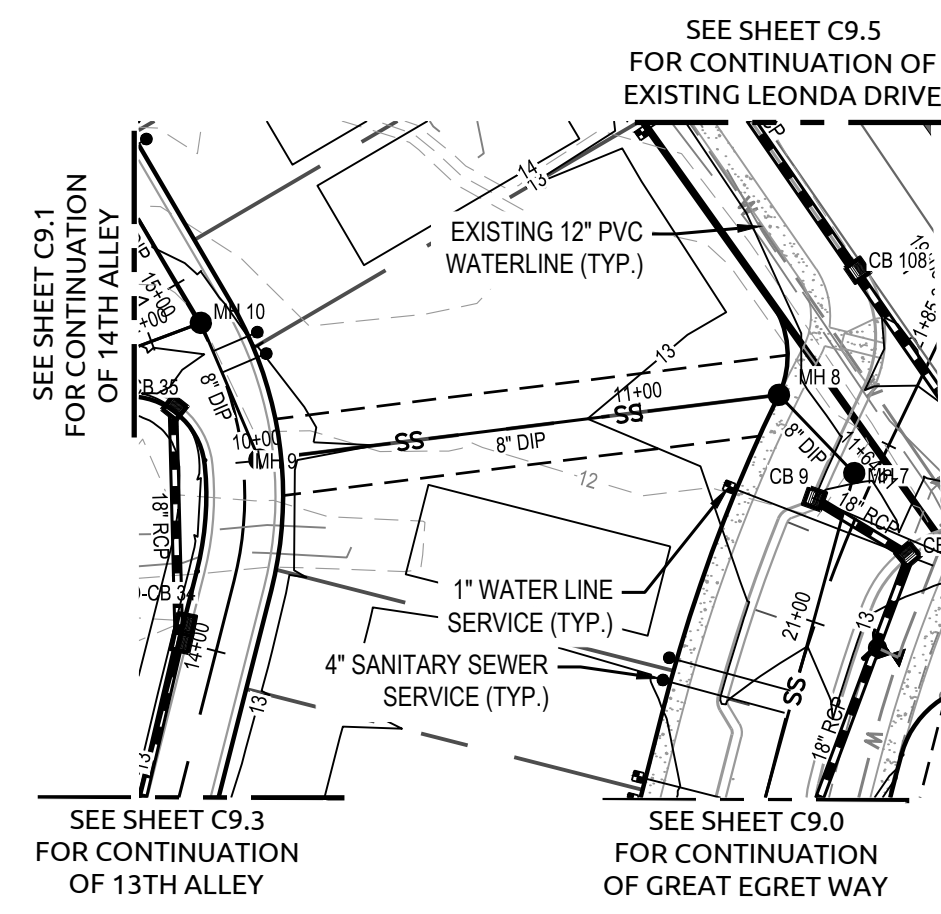 SEE SHEET C9.5
FOR CONTINUATION OF
EXISTING LEONDA DRIVE
SEE SHEET C9.1
FOR CONTINUATION
OF 14TH ALLEY
14
13
EXISTING 12" PVC
WATERLINE (TYP.)
W
CB 108
DIP
15+00
MH 10
13
MH 8
11+00
SS
8" DIP
CB 35
10+00
MH 9
SS
8" DIP
12
8" DIP
MH 7
CB 9
18" RCP
18" RCP
1" WATER LINE
SERVICE (TYP.)
4" SANITARY SEWER
SERVICE (TYP.)
14+00
21+00
13
SS
13
18" RCP
W
13
SEE SHEET C9.3
FOR CONTINUATION
OF 13TH ALLEY
SEE SHEET C9.0
FOR CONTINUATION
OF GREAT EGRET WAY